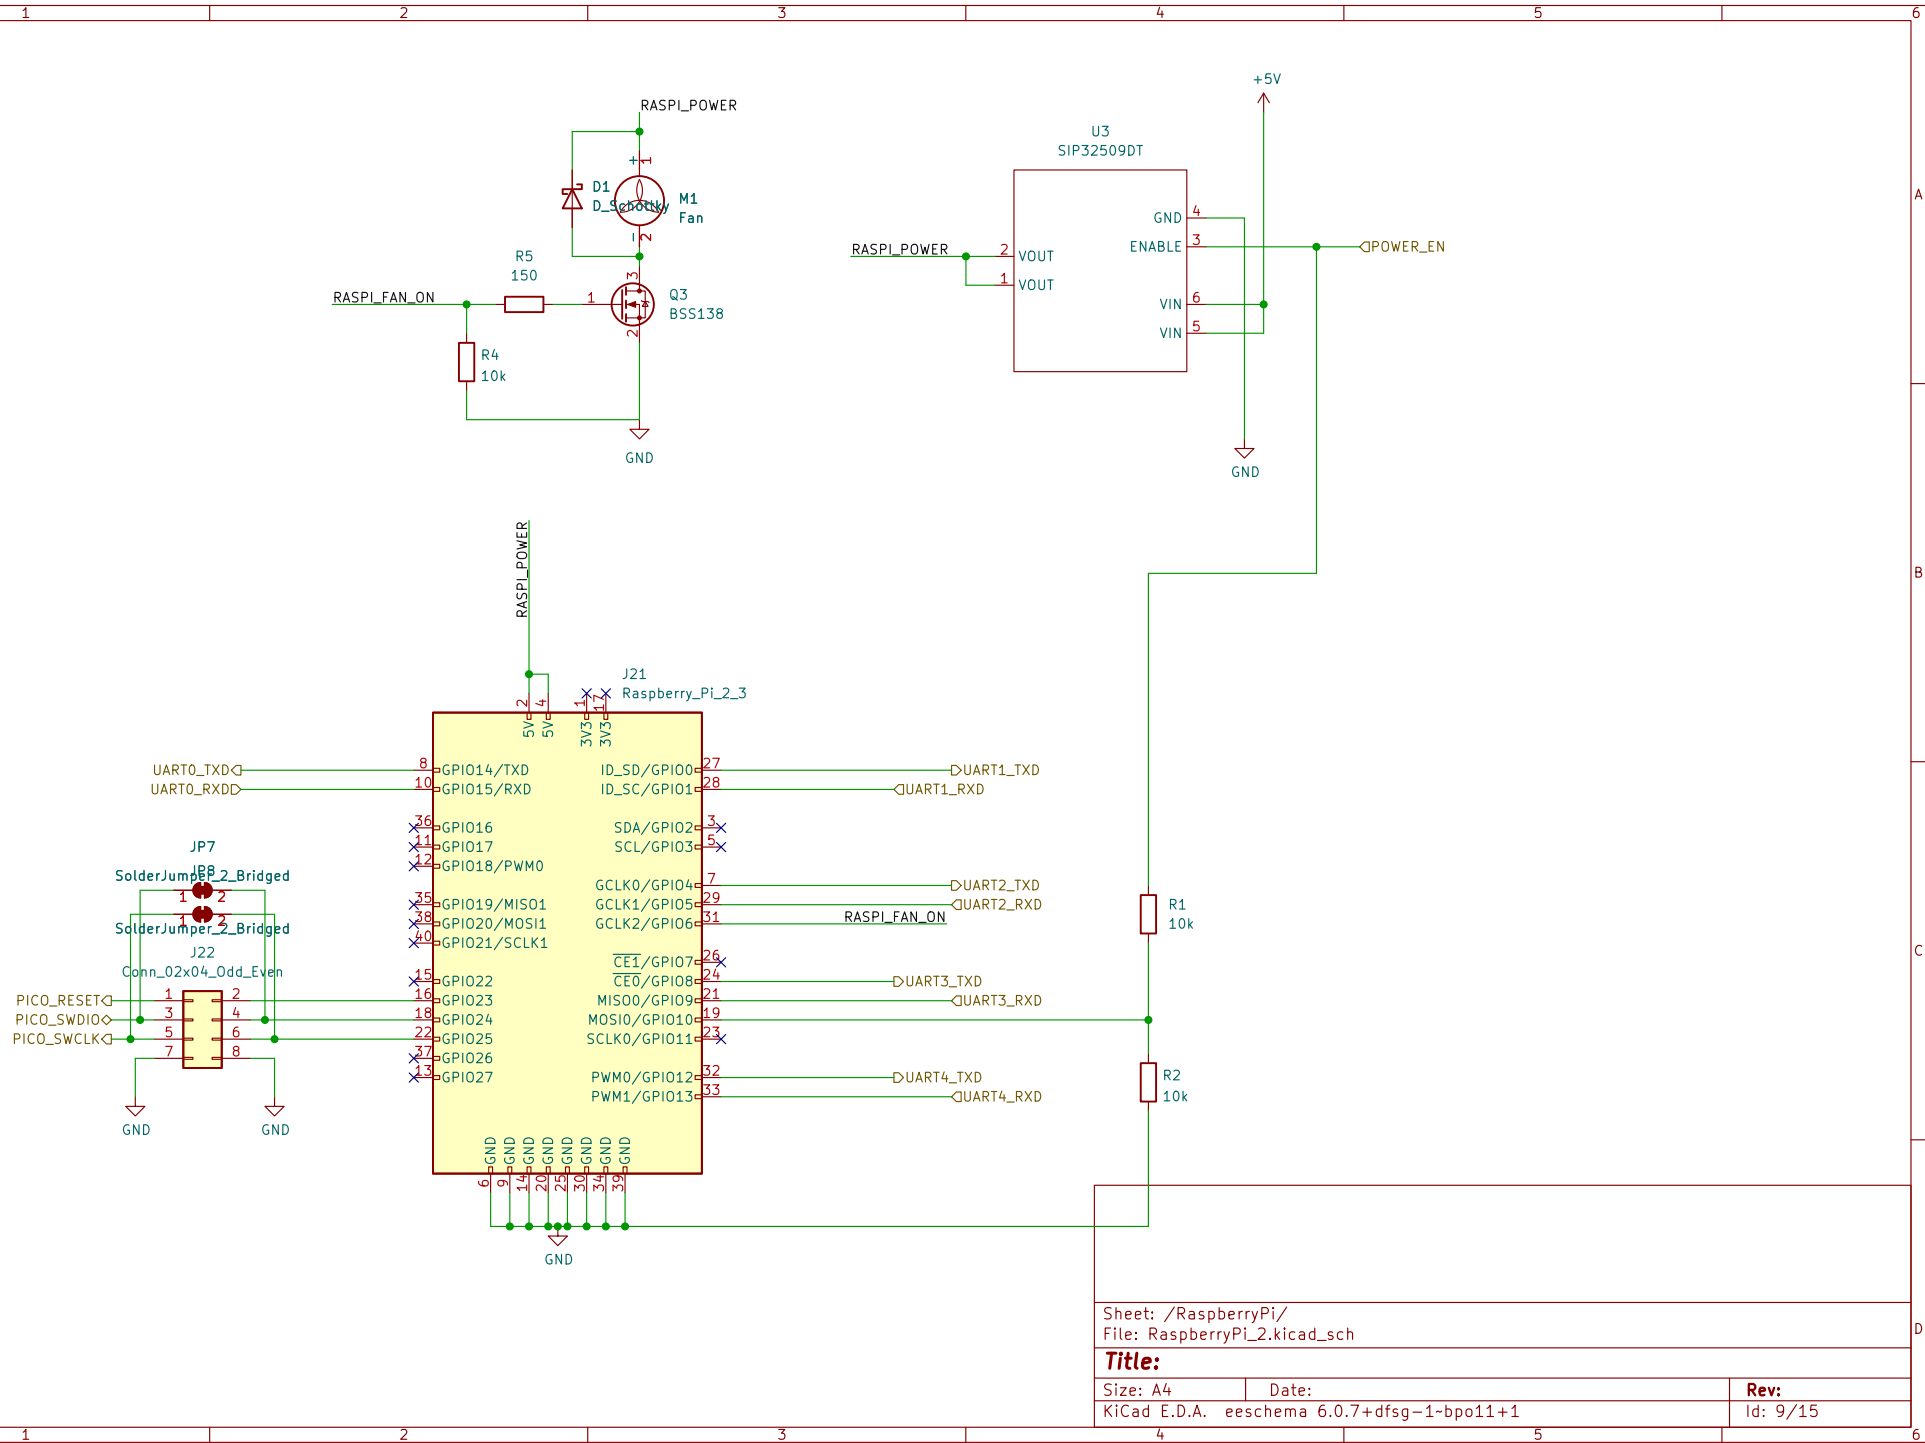 1 2 3 4 5 6
RASPI_POWER
+ 1
D1
D_Schottky
M1
Fan
- 2
R5
150
RASPI_FAN_ON
1
3
2
Q3
BSS138
R4
10k
GND
+5V
U3
SIP32509DT
GND 4
ENABLE 3
POWER_EN
RASPI_POWER
2 VOUT
1 VOUT
VIN 6
VIN 5
GND
A
B
C
D
RASPI_POWER
J21
Raspberry_Pi_2_3
2 4 1 17
5V 5V 3V3 3V3
UART0_TXD 8 GPIO14/TXD
UART0_RXD 10 GPIO15/RXD
36 GPIO16
11 GPIO17
12 GPIO18/PWM0
35 GPIO19/MISO1
38 GPIO20/MOSI1
40 GPIO21/SCLK1
15 GPIO22
16 GPIO23
18 GPIO24
22 GPIO25
37 GPIO26
13 GPIO27
ID_SD/GPIO0 27 UART1_TXD
ID_SC/GPIO1 28 UART1_RXD
SDA/GPIO2 3
SCL/GPIO3 5
GCLK0/GPIO4 7 UART2_TXD
GCLK1/GPIO5 29 UART2_RXD
GCLK2/GPIO6 31 RASPI_FAN_ON
CE1/GPIO7 26
CE0/GPIO8 24 UART3_TXD
MISO0/GPIO9 21 UART3_RXD
MOSI0/GPIO10 19
SCLK0/GPIO11 23
PWM0/GPIO12 32 UART4_TXD
PWM1/GPIO13 33 UART4_RXD
GND GND GND GND GND GND GND GND
6 9 14 20 25 30 34 39
GND
JP7
JP8
SolderJumper_2_Bridged
1 2
1 2
SolderJumper_2_Bridged
J22
Conn_02x04_Odd_Even
PICO_RESET 1 2
PICO_SWDIO 3 4
PICO_SWCLK 5 6
7 8
GND
GND
R1
10k
R2
10k
Sheet: /RaspberryPi/
File: RaspberryPi_2.kicad_sch
Title:
Size: A4 Date: Rev:
KiCad E.D.A. eeschema 6.0.7+dfsg-1~bpo11+1 Id: 9/15
1 2 3 4 5 6